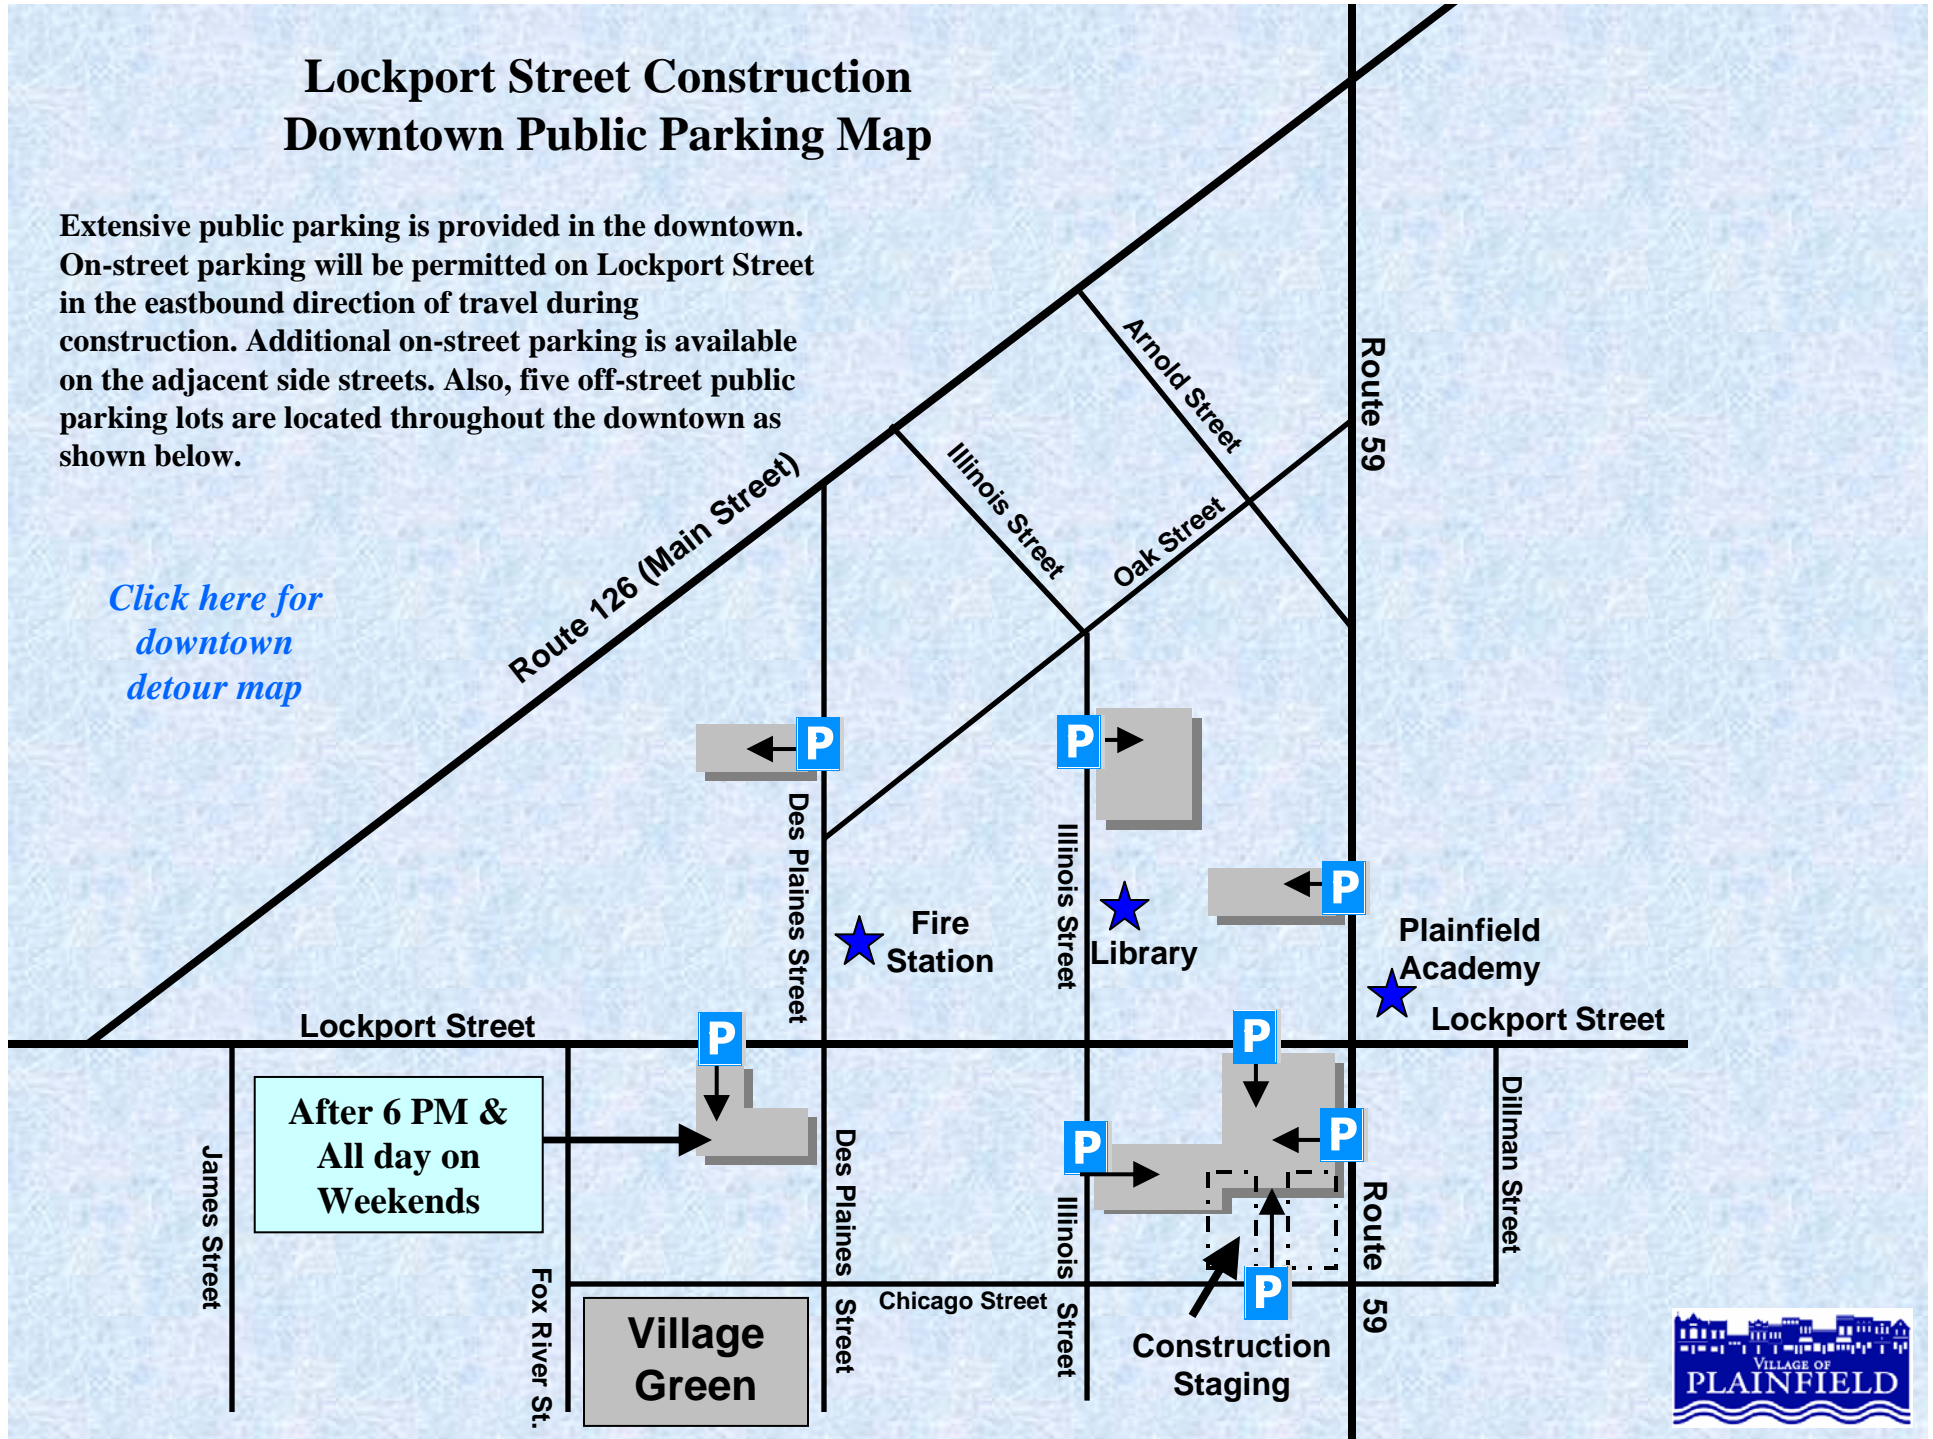 Lockport Street Construction
Downtown Public Parking Map
Extensive public parking is provided in the downtown.
On-street parking will be permitted on Lockport Street
in the eastbound direction of travel during
construction. Additional on-street parking is available
on the adjacent side streets. Also, five off-street public
parking lots are located throughout the downtown as
shown below.
Click here for
downtown
detour map
Route 126 (Main Street)
Illinois Street
Arnold Street
Oak Street
Route 59
P
P
Des Plaines Street
Illinois Street
P
Fire
Station
Library
Plainfield
Academy
Lockport Street
Lockport Street
P
P
After 6 PM &
All day on
Weekends
James Street
Fox River St.
Des Plaines Street
P
P
Illinois Street
Route 59
Dillman Street
Chicago Street
P
Village
Green
Construction
Staging
VILLAGE OF
PLAINFIELD